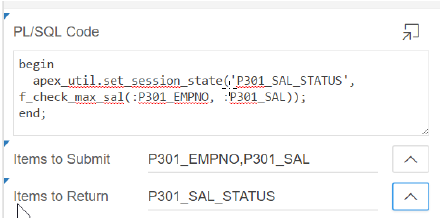 PL/SQL Code
begin
apex_util.set_session_state('P301_SAL_STATUS',
f_check_max_sal(:P301_EMPNO, :P301_SAL));
end;
Items to Submit P301_EMPNO,P301_SAL
Items to Return P301_SAL_STATUS